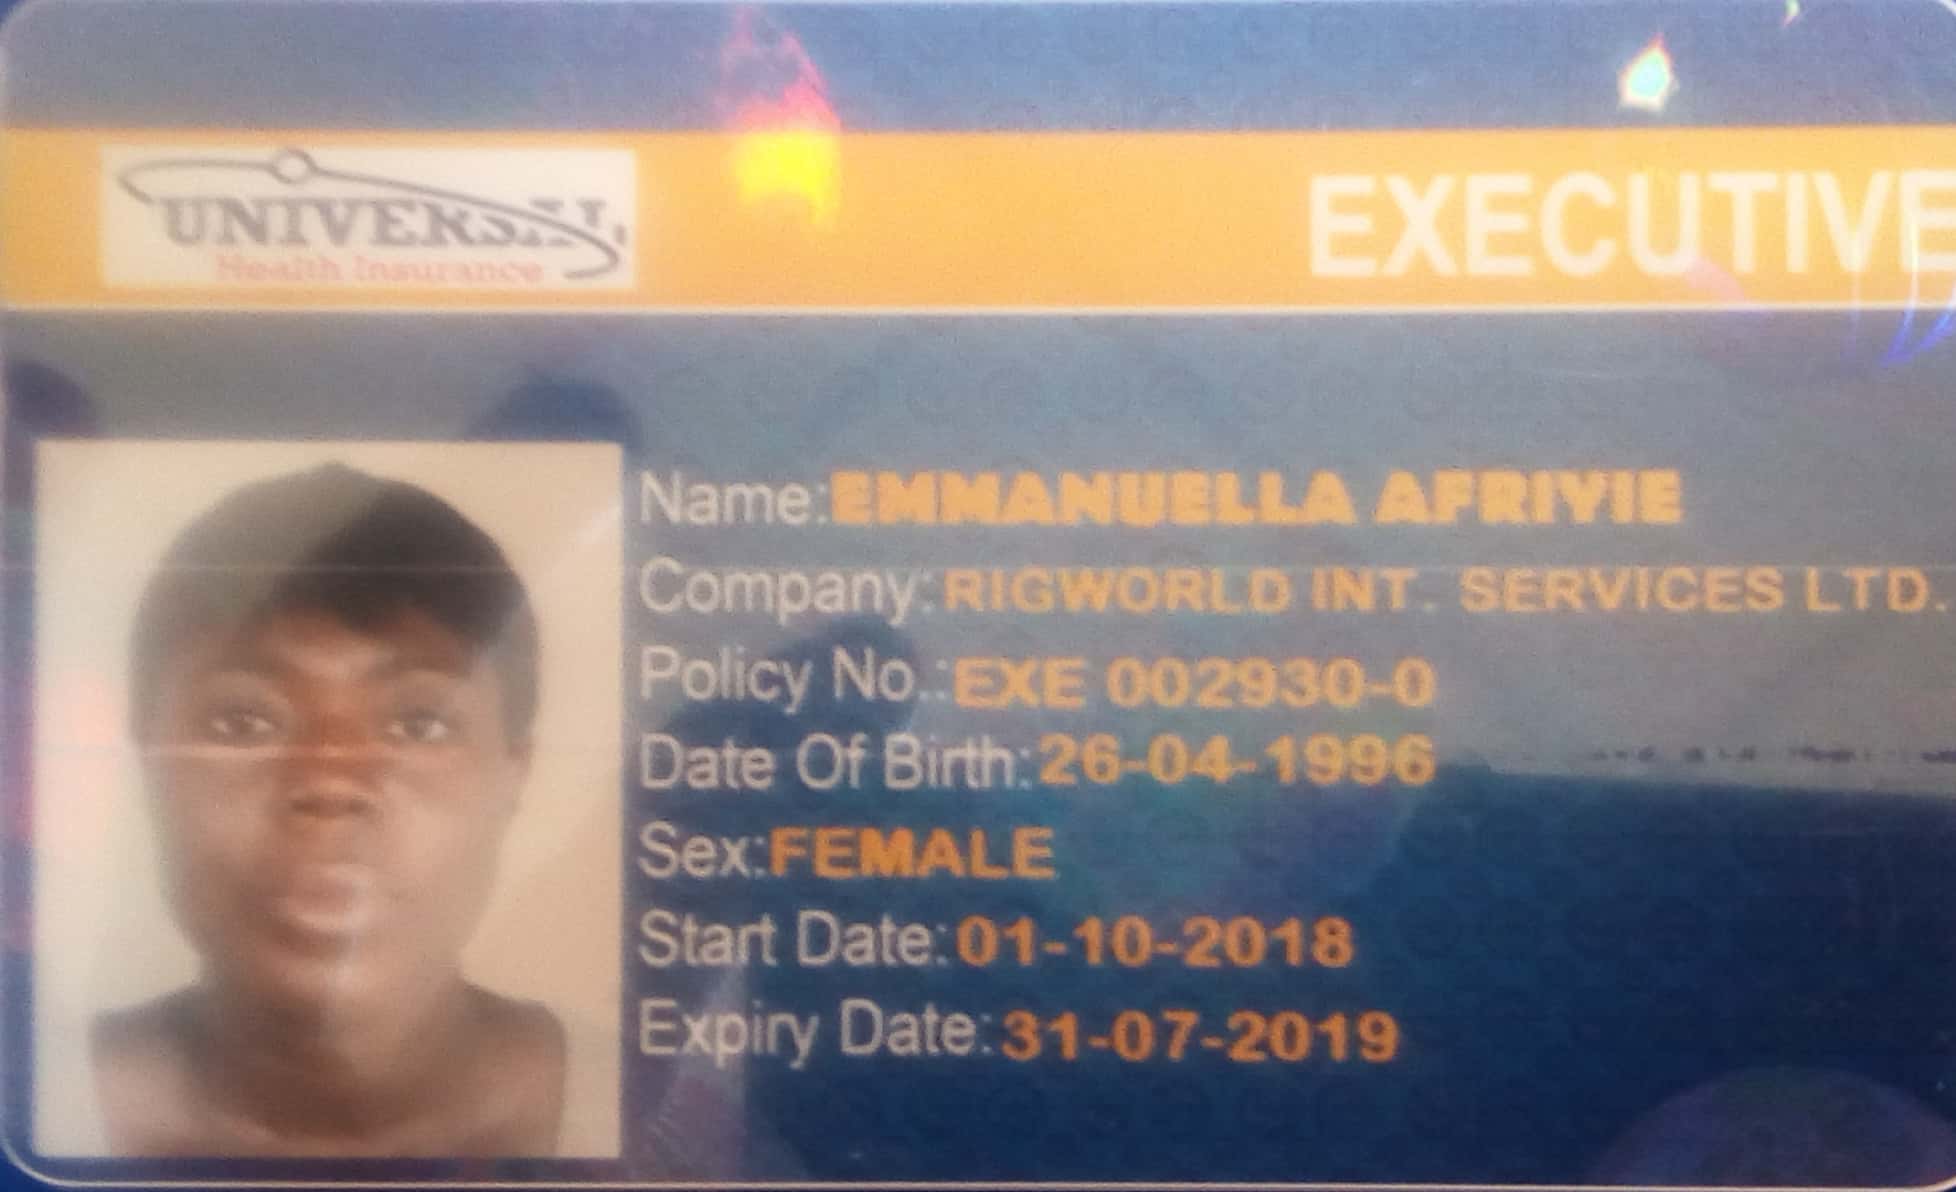 UNIVERSAL
Health Insurance
EXECUTIVE
Name:EMMANUELLA AFRIYIE
Company:RIGWORLD INT. SERVICES LTD.
Policy No.:EXE 002930-0
Date Of Birth:26-04-1996
Sex:FEMALE
Start Date:01-10-2018
Expiry Date:31-07-2019